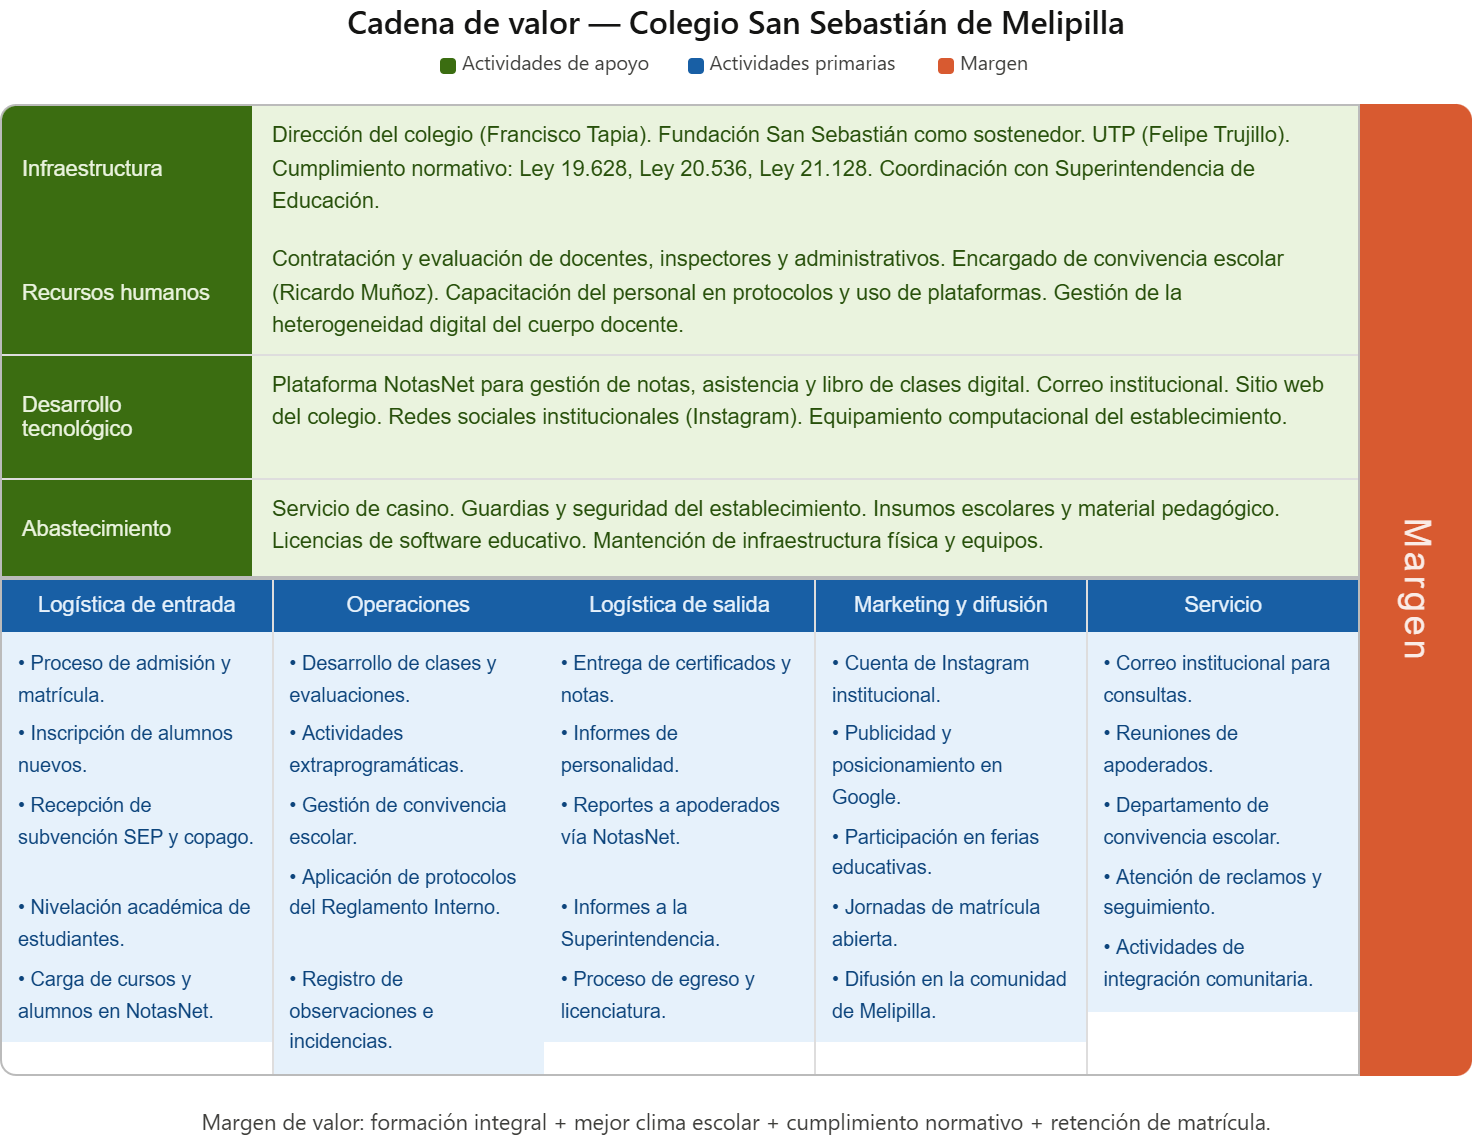 Cadena de valor — Colegio San Sebastián de Melipilla
Actividades de apoyo
Actividades primarias
Margen
Infraestructura
Dirección del colegio (Francisco Tapia). Fundación San Sebastián como sostenedor. UTP (Felipe Trujillo).
Cumplimiento normativo: Ley 19.628, Ley 20.536, Ley 21.128. Coordinación con Superintendencia de
Educación.
Recursos humanos
Contratación y evaluación de docentes, inspectores y administrativos. Encargado de convivencia escolar
(Ricardo Muñoz). Capacitación del personal en protocolos y uso de plataformas. Gestión de la
heterogeneidad digital del cuerpo docente.
Desarrollo
tecnológico
Plataforma NotasNet para gestión de notas, asistencia y libro de clases digital. Correo institucional. Sitio web
del colegio. Redes sociales institucionales (Instagram). Equipamiento computacional del establecimiento.
Abastecimiento
Servicio de casino. Guardias y seguridad del establecimiento. Insumos escolares y material pedagógico.
Licencias de software educativo. Mantención de infraestructura física y equipos.
Margen
Logística de entrada
• Proceso de admisión y
matrícula.
• Inscripción de alumnos
nuevos.
• Recepción de
subvención SEP y copago.
• Nivelación académica de
estudiantes.
• Carga de cursos y
alumnos en NotasNet.
Operaciones
• Desarrollo de clases y
evaluaciones.
• Actividades
extraprogramáticas.
• Gestión de convivencia
escolar.
• Aplicación de protocolos
del Reglamento Interno.
• Registro de
observaciones e
incidencias.
Logística de salida
• Entrega de certificados y
notas.
• Informes de
personalidad.
• Reportes a apoderados
vía NotasNet.
• Informes a la
Superintendencia.
• Proceso de egreso y
licenciatura.
Marketing y difusión
• Cuenta de Instagram
institucional.
• Publicidad y
posicionamiento en
Google.
• Participación en ferias
educativas.
• Jornadas de matrícula
abierta.
• Difusión en la comunidad
de Melipilla.
Servicio
• Correo institucional para
consultas.
• Reuniones de
apoderados.
• Departamento de
convivencia escolar.
• Atención de reclamos y
seguimiento.
• Actividades de
integración comunitaria.
Margen de valor: formación integral + mejor clima escolar + cumplimiento normativo + retención de matrícula.